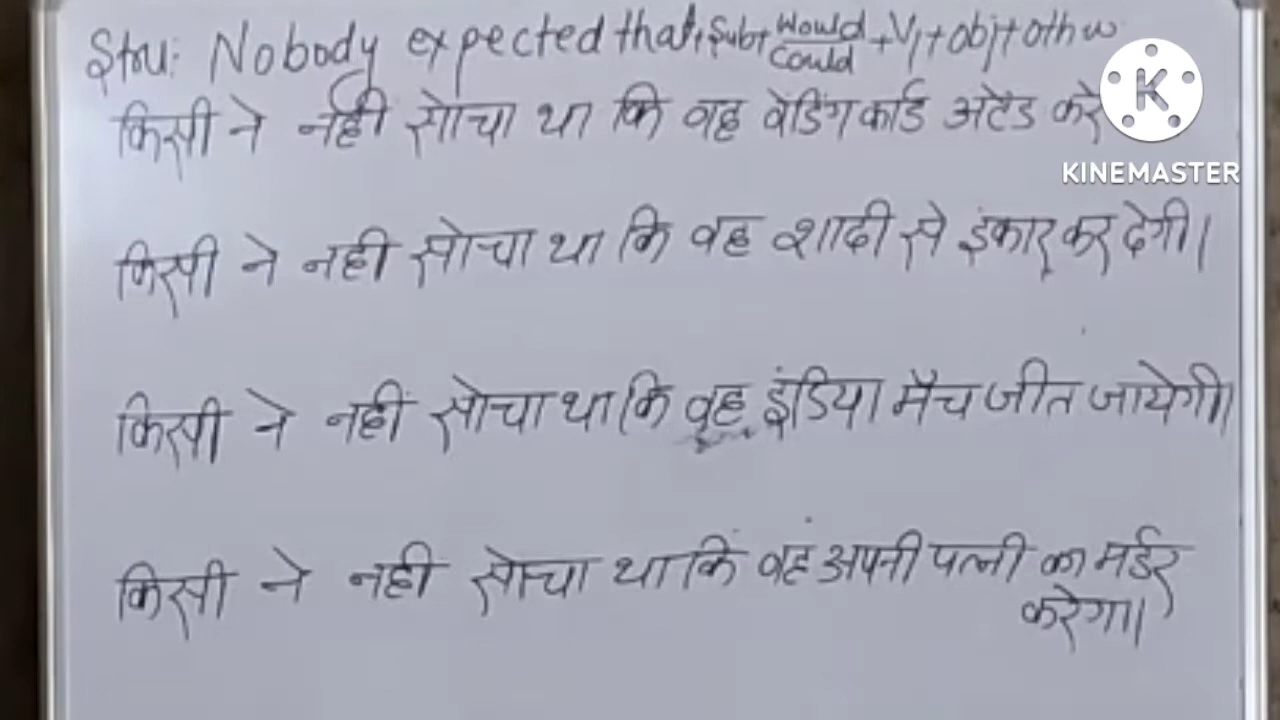 Stru: Nobody expected that + Sub + Would/Could + V₁ + obj + oth w
किसी ने नही सोचा था कि वह वेडिंग कार्ड अटेंड करे
K
KINEMASTER
किसी ने नही सोचा था कि वह शादी से इंकार कर देगी।
किसी ने नहीं सोचा था कि वह इंडिया मैच जीत जायेगी।
किसी ने नही सोचा था कि वह अपनी पत्नी का मर्डर
करेगा।